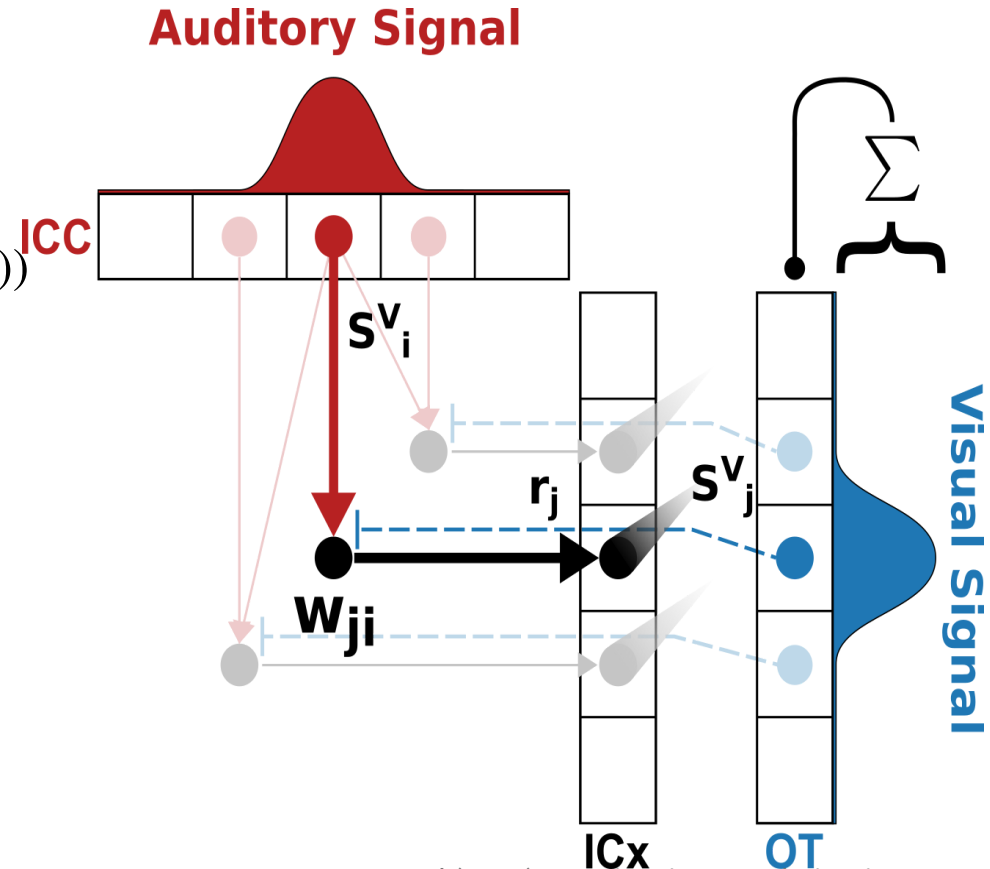 Auditory Signal
Σ
))
ICC
S^V_i
S^V_j
r_j
w_ji
Visual Signal
ICx
OT